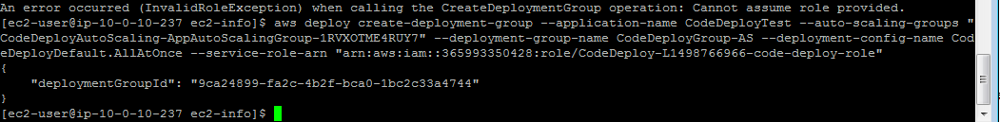 An error occurred (InvalidRoleException) when calling the CreateDeploymentGroup operation: Cannot assume role provided.
[ec2-user@ip-10-0-10-237 ec2-info]$ aws deploy create-deployment-group --application-name CodeDeployTest --auto-scaling-groups "
CodeDeployAutoScaling-AppAutoScalingGroup-1RVXOTME4RUY7" --deployment-group-name CodeDeployGroup-AS --deployment-config-name Cod
eDeployDefault.AllAtOnce --service-role-arn "arn:aws:iam::365993350428:role/CodeDeploy-L1498766966-code-deploy-role"
{
    "deploymentGroupId": "9ca24899-fa2c-4b2f-bca0-1bc2c33a4744"
}
[ec2-user@ip-10-0-10-237 ec2-info]$